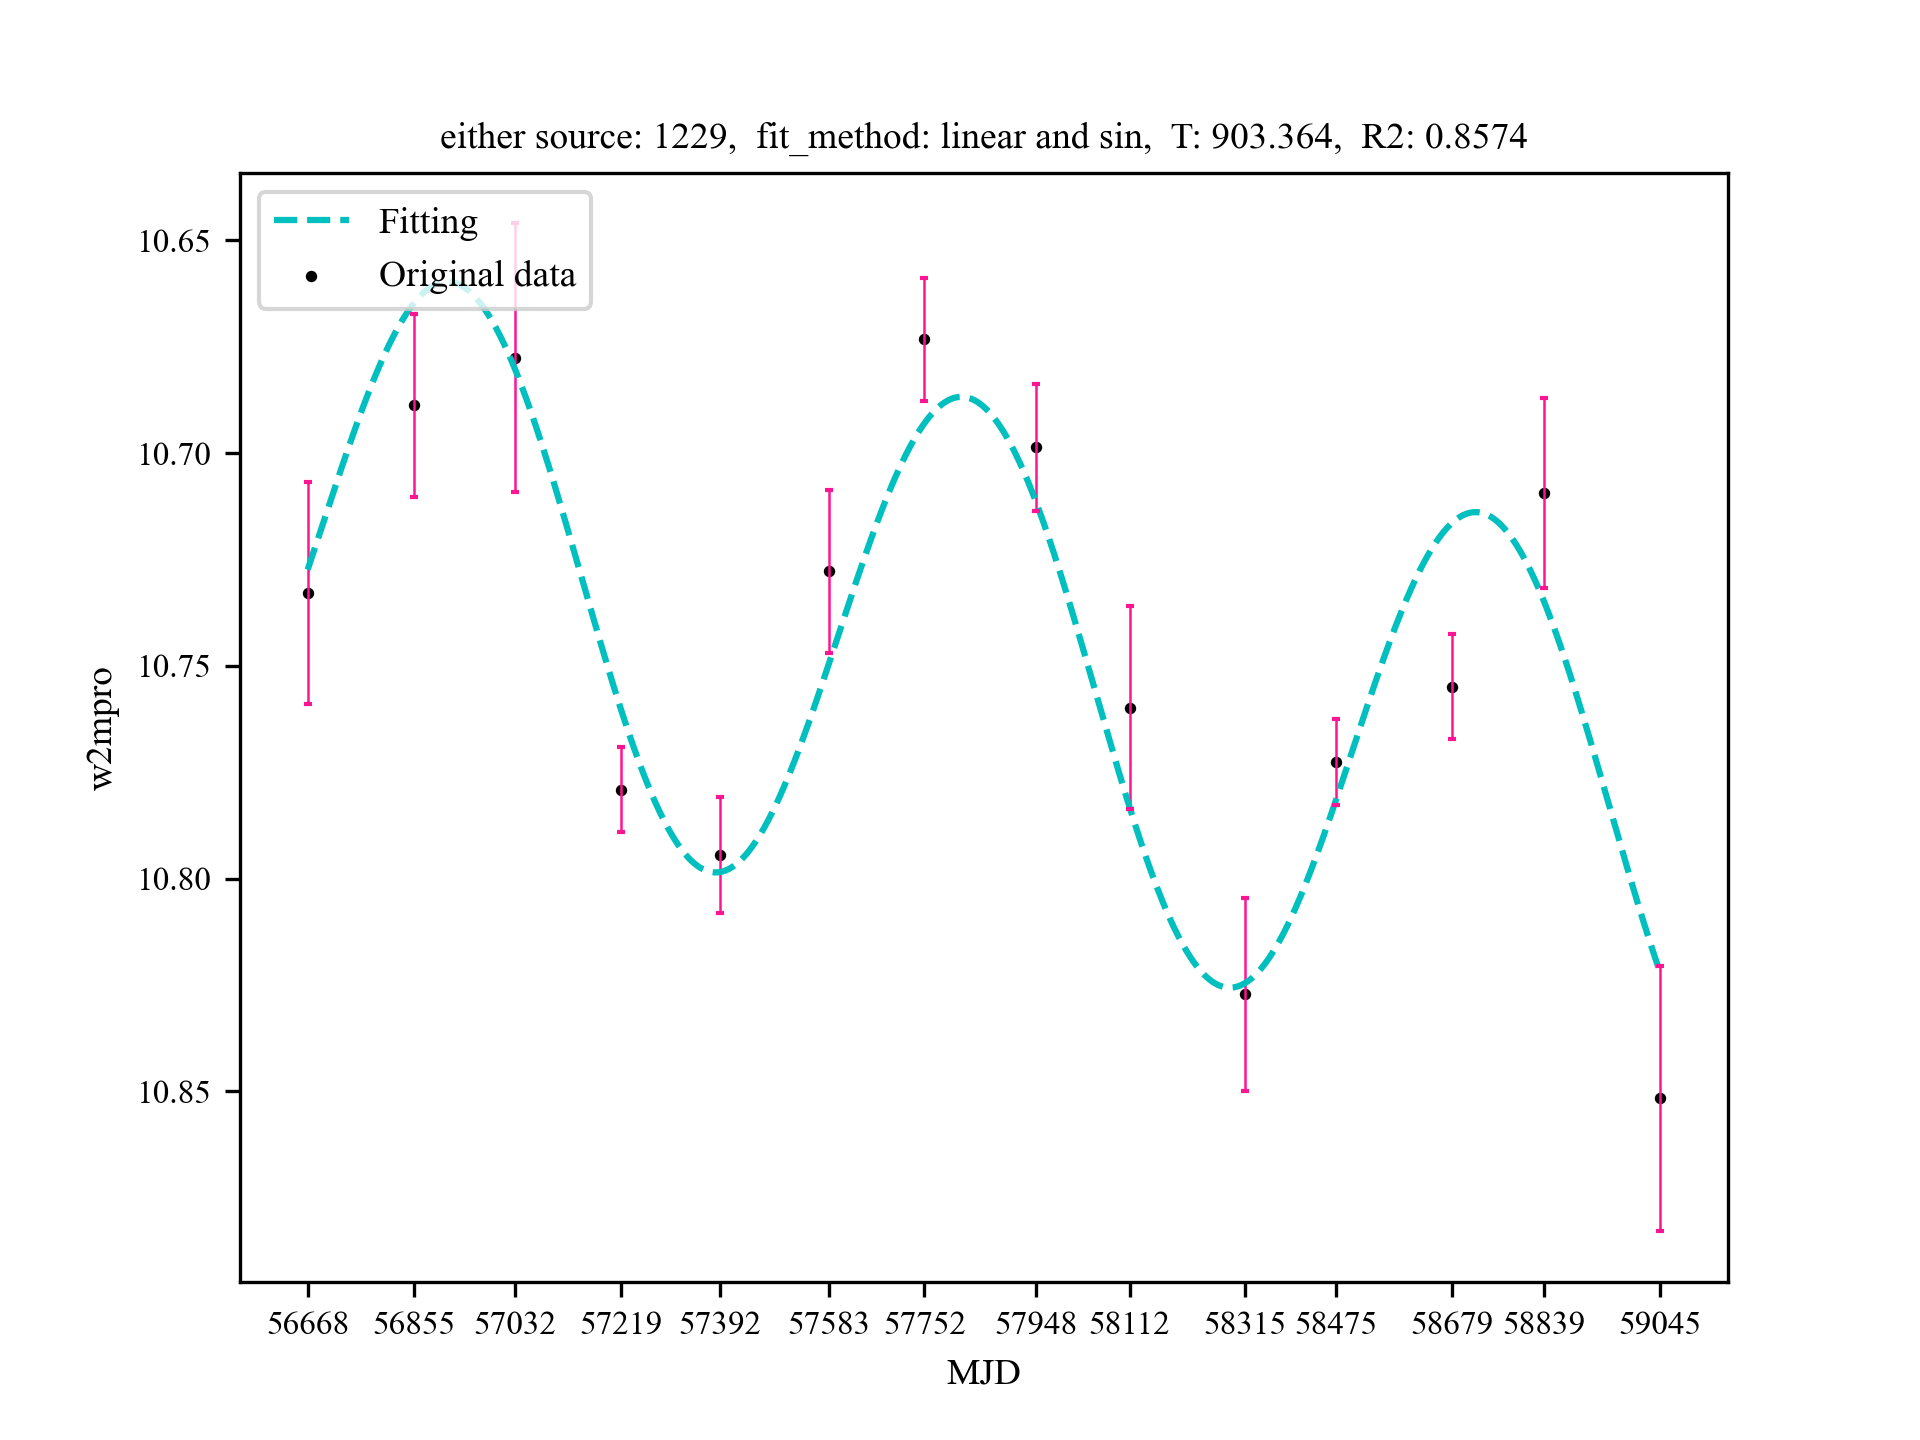 either source: 1229,  fit_method: linear and sin,  T: 903.364,  R2: 0.8574
Fitting
Original data
10.65
10.70
10.75
10.80
10.85
w2mpro
56668 56855 57032 57219 57392 57583 57752 57948 58112 58315 58475 58679 58839 59045
MJD